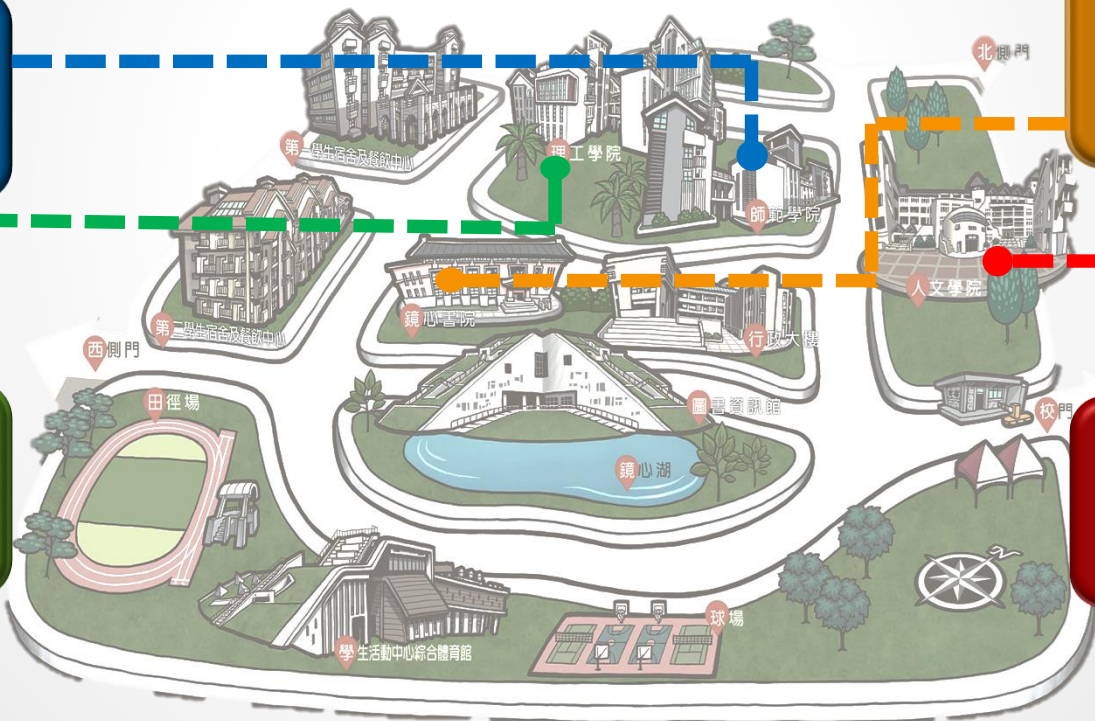 北側門
理工學院
第一學生宿舍及餐飲中心
師範學院
人文學院
鏡心書院
第二學生宿舍及餐飲中心
行政大樓
西側門
田徑場
圖書資訊館
校門
鏡心湖
球場
學生活動中心綜合體育館